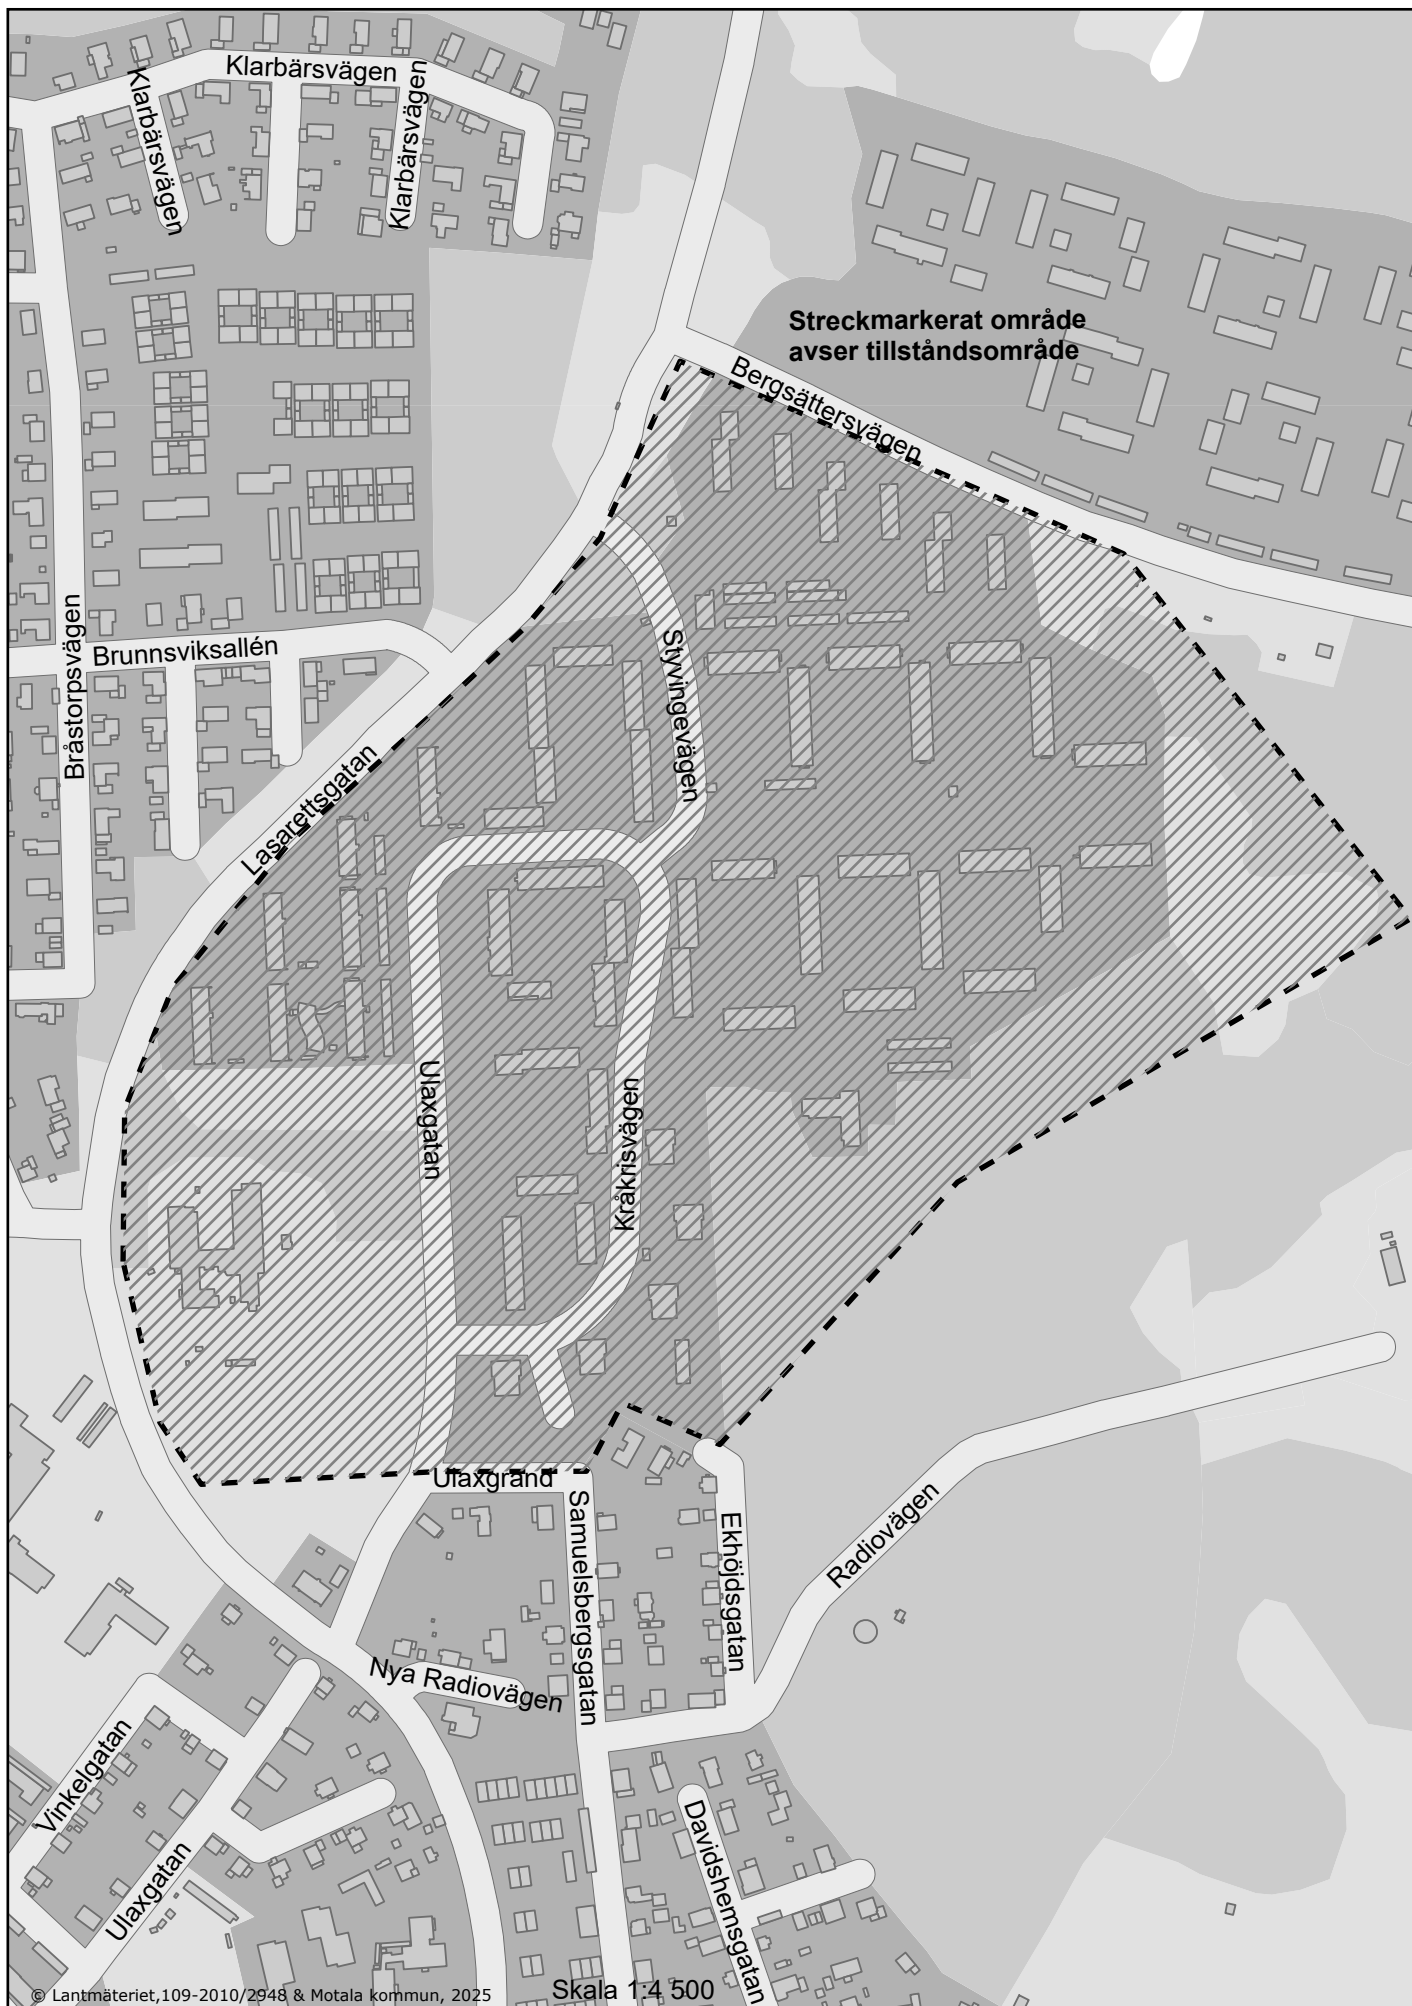 Klarbärsvägen
Klarbärsvägen
Klarbärsvägen
Streckmarkerat område
avser tillståndsområde
Bergsättersvägen
Bråstorpsvägen
Brunnsviksallén
Styvingevägen
Lasarettsgatan
Ulaxgatan
Kråkrisvägen
Ulaxgränd
Samuelsbergsgatan
Ekhöjdsgatan
Radiovägen
Nya Radiovägen
Vinkelgatan
Ulaxgatan
Davidshemsgatan
© Lantmäteriet,109-2010/2948 & Motala kommun, 2025
Skala 1:4 500